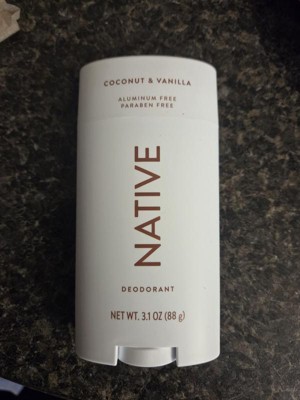 COCONUT & VANILLA
ALUMINUM FREE
PARABEN FREE
NATIVE
DEODORANT
NET WT. 3.1 OZ (88 g)